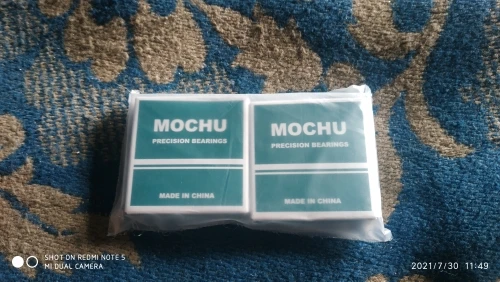 MOCHU
PRECISION BEARINGS
MADE IN CHINA
MOCHU
PRECISION BEARINGS
MADE IN CHINA
SHOT ON REDMI NOTE 5
MI DUAL CAMERA
2021/7/30 11:49